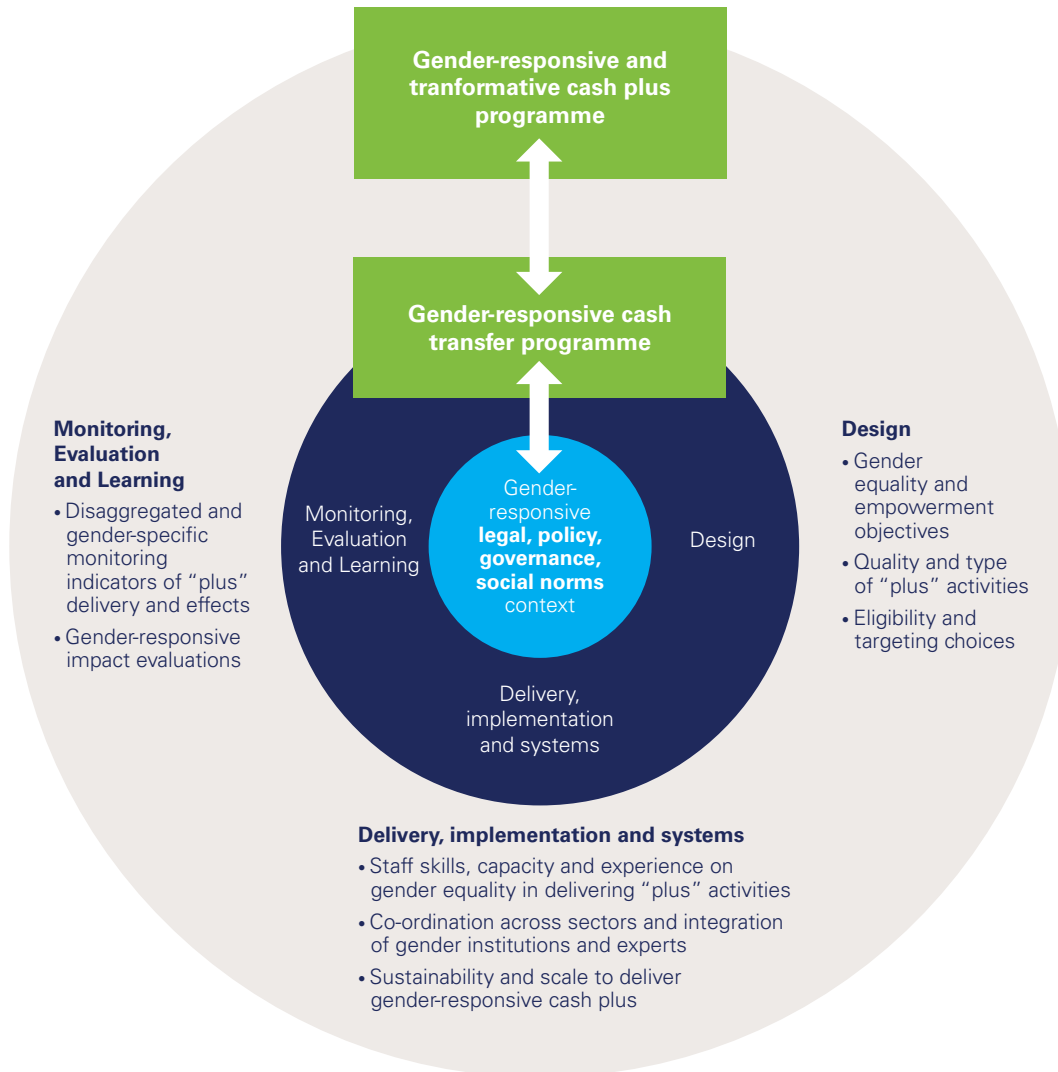 Gender-responsive and
tranformative cash plus
programme
Gender-responsive cash
transfer programme
Monitoring,
Evaluation
and Learning
• Disaggregated and
gender-specific
monitoring
indicators of “plus”
delivery and effects
• Gender-responsive
impact evaluations
Monitoring,
Evaluation
and Learning
Gender-
responsive
legal, policy,
governance,
social norms
context
Design
Delivery,
implementation
and systems
Design
• Gender
equality and
empowerment
objectives
• Quality and type
of “plus” activities
• Eligibility and
targeting choices
Delivery, implementation and systems
• Staff skills, capacity and experience on
gender equality in delivering “plus” activities
• Co-ordination across sectors and integration
of gender institutions and experts
• Sustainability and scale to deliver
gender-responsive cash plus